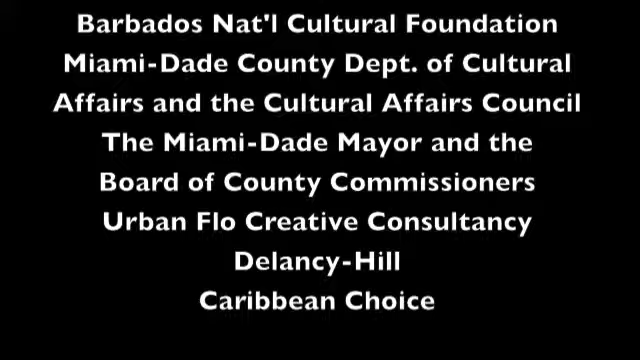 Barbados Nat'l Cultural Foundation
Miami-Dade County Dept. of Cultural
Affairs and the Cultural Affairs Council
The Miami-Dade Mayor and the
Board of County Commissioners
Urban Flo Creative Consultancy
Delancy-Hill
Caribbean Choice